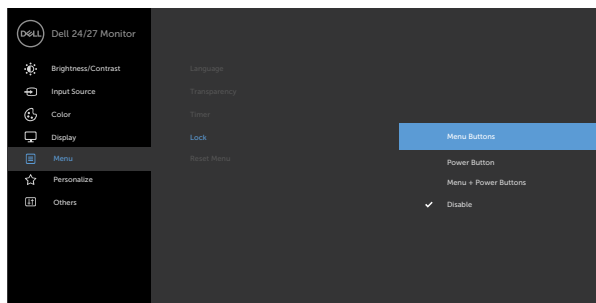 DELL
Dell 24/27 Monitor
Brightness/Contrast
Input Source
Color
Display
Menu
Personalize
Others
Language
Transparency
Timer
Lock
Reset Menu
Menu Buttons
Power Button
Menu + Power Buttons
Disable